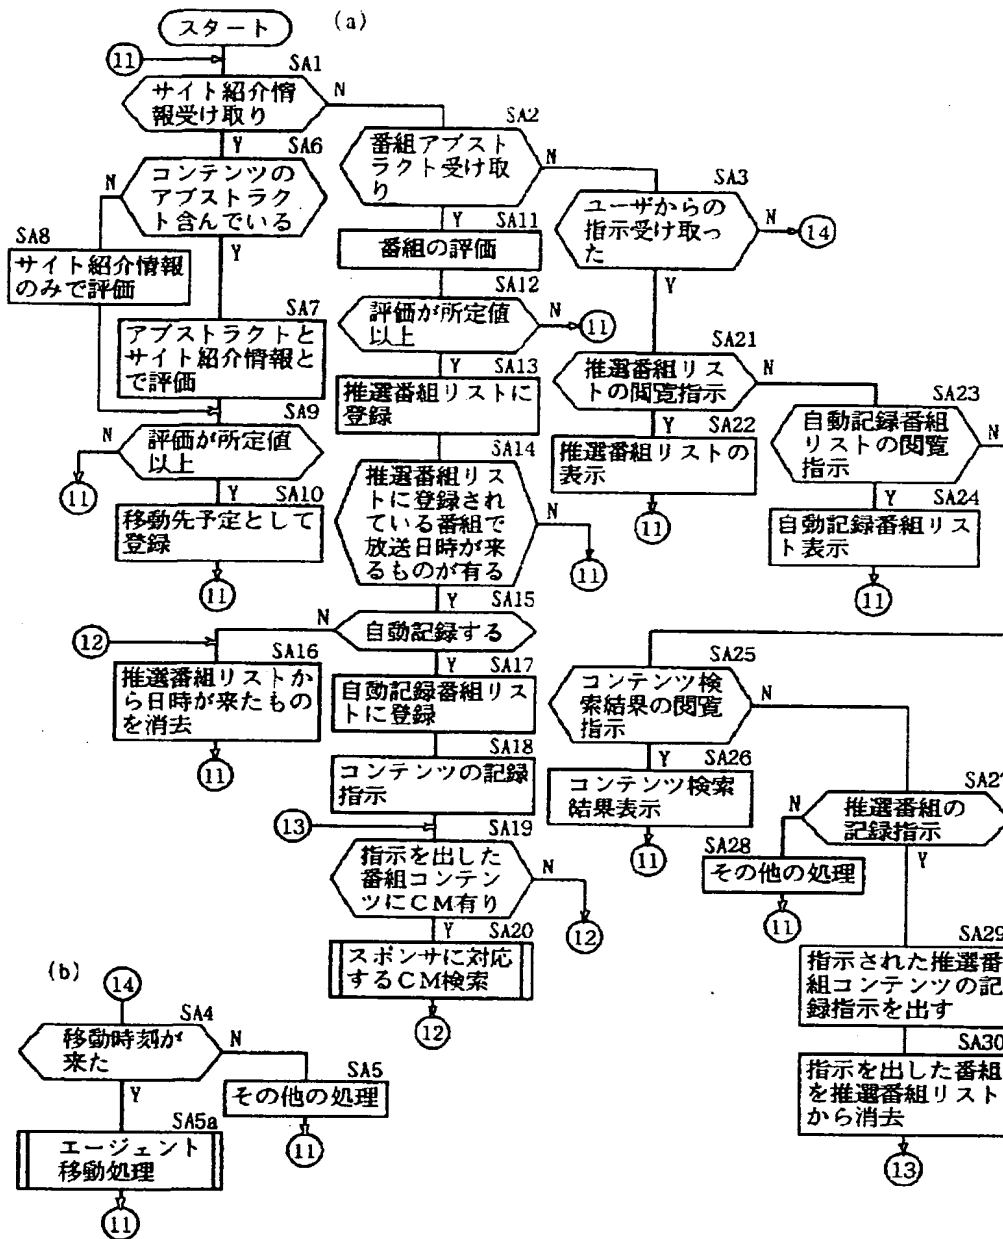 (a)
スタート
11
SA1
サイト紹介情
報受け取り
N
Y
SA2
番組アブスト
ラクト受け取
り
N
Y
SA3
ユーザからの
指示受け取った
N
14
Y
SA6
コンテンツの
アブストラク
ト含んでいる
N
Y
SA8
サイト紹介情報
のみで評価
SA7
アブストラクトと
サイト紹介情報と
で評価
SA9
評価が所定値
以上
N
11
Y
SA10
移動先予定として
登録
11
SA11
番組の評価
SA12
評価が所定値
以上
N
11
Y
SA13
推選番組リストに
登録
SA14
推選番組リス
トに登録され
ている番組で
放送日時が来
るものが有る
N
11
Y
SA15
自動記録する
N
Y
12
SA16
推選番組リストか
ら日時が来たもの
を消去
11
SA17
自動記録番組リス
トに登録
SA18
コンテンツの記録
指示
13
SA19
指示を出した
番組コンテン
ツにCM有り
N
12
Y
SA20
スポンサに対応
するCM検索
12
SA21
推選番組リス
トの閲覧指示
N
Y
SA22
推選番組リストの
表示
11
SA23
自動記録番組
リストの閲覧
指示
N
Y
SA24
自動記録番組リス
ト表示
11
SA25
コンテンツ検
索結果の閲覧
指示
N
Y
SA26
コンテンツ検索
結果表示
11
SA27
推選番組の
記録指示
N
Y
SA28
その他の処理
11
SA29
指示された推選番
組コンテンツの記
録指示を出す
SA30
指示を出した番組
を推選番組リスト
から消去
13
(b)
14
SA4
移動時刻が
来た
N
Y
SA5
その他の処理
11
SA5a
エージェント
移動処理
11